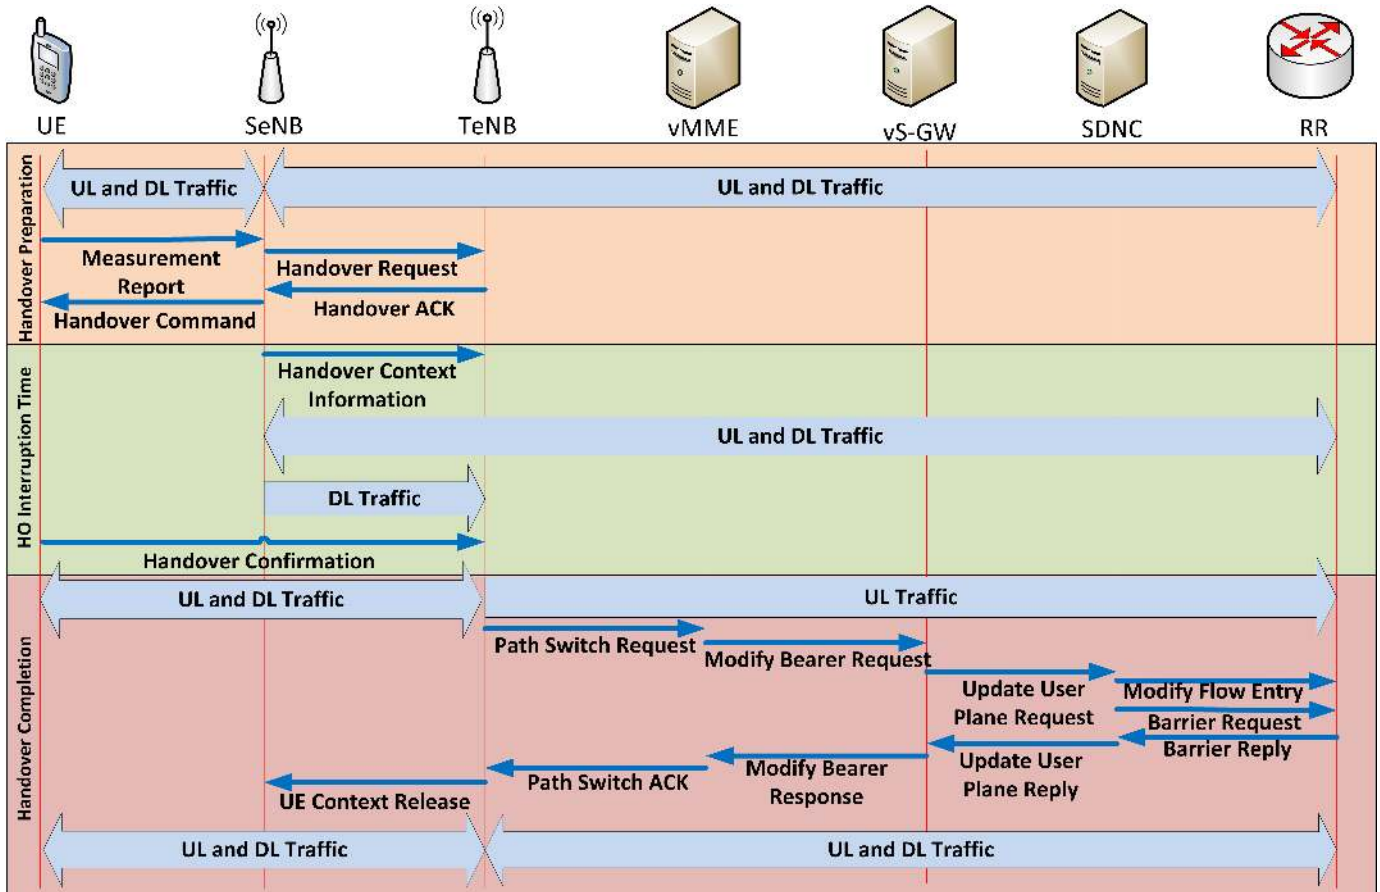 UE
SeNB
TeNB
vMME
vS-GW
SDNC
RR
Handover Preparation
UL and DL Traffic
UL and DL Traffic
Measurement
Report
Handover Request
Handover ACK
Handover Command
HO Interruption Time
Handover Context
Information
UL and DL Traffic
DL Traffic
Handover Confirmation
Handover Completion
UL and DL Traffic
UL Traffic
Path Switch Request
Modify Bearer Request
Update User
Plane Request
Modify Flow Entry
Barrier Request
Barrier Reply
Update User
Plane Reply
Modify Bearer
Response
Path Switch ACK
UE Context Release
UL and DL Traffic
UL and DL Traffic